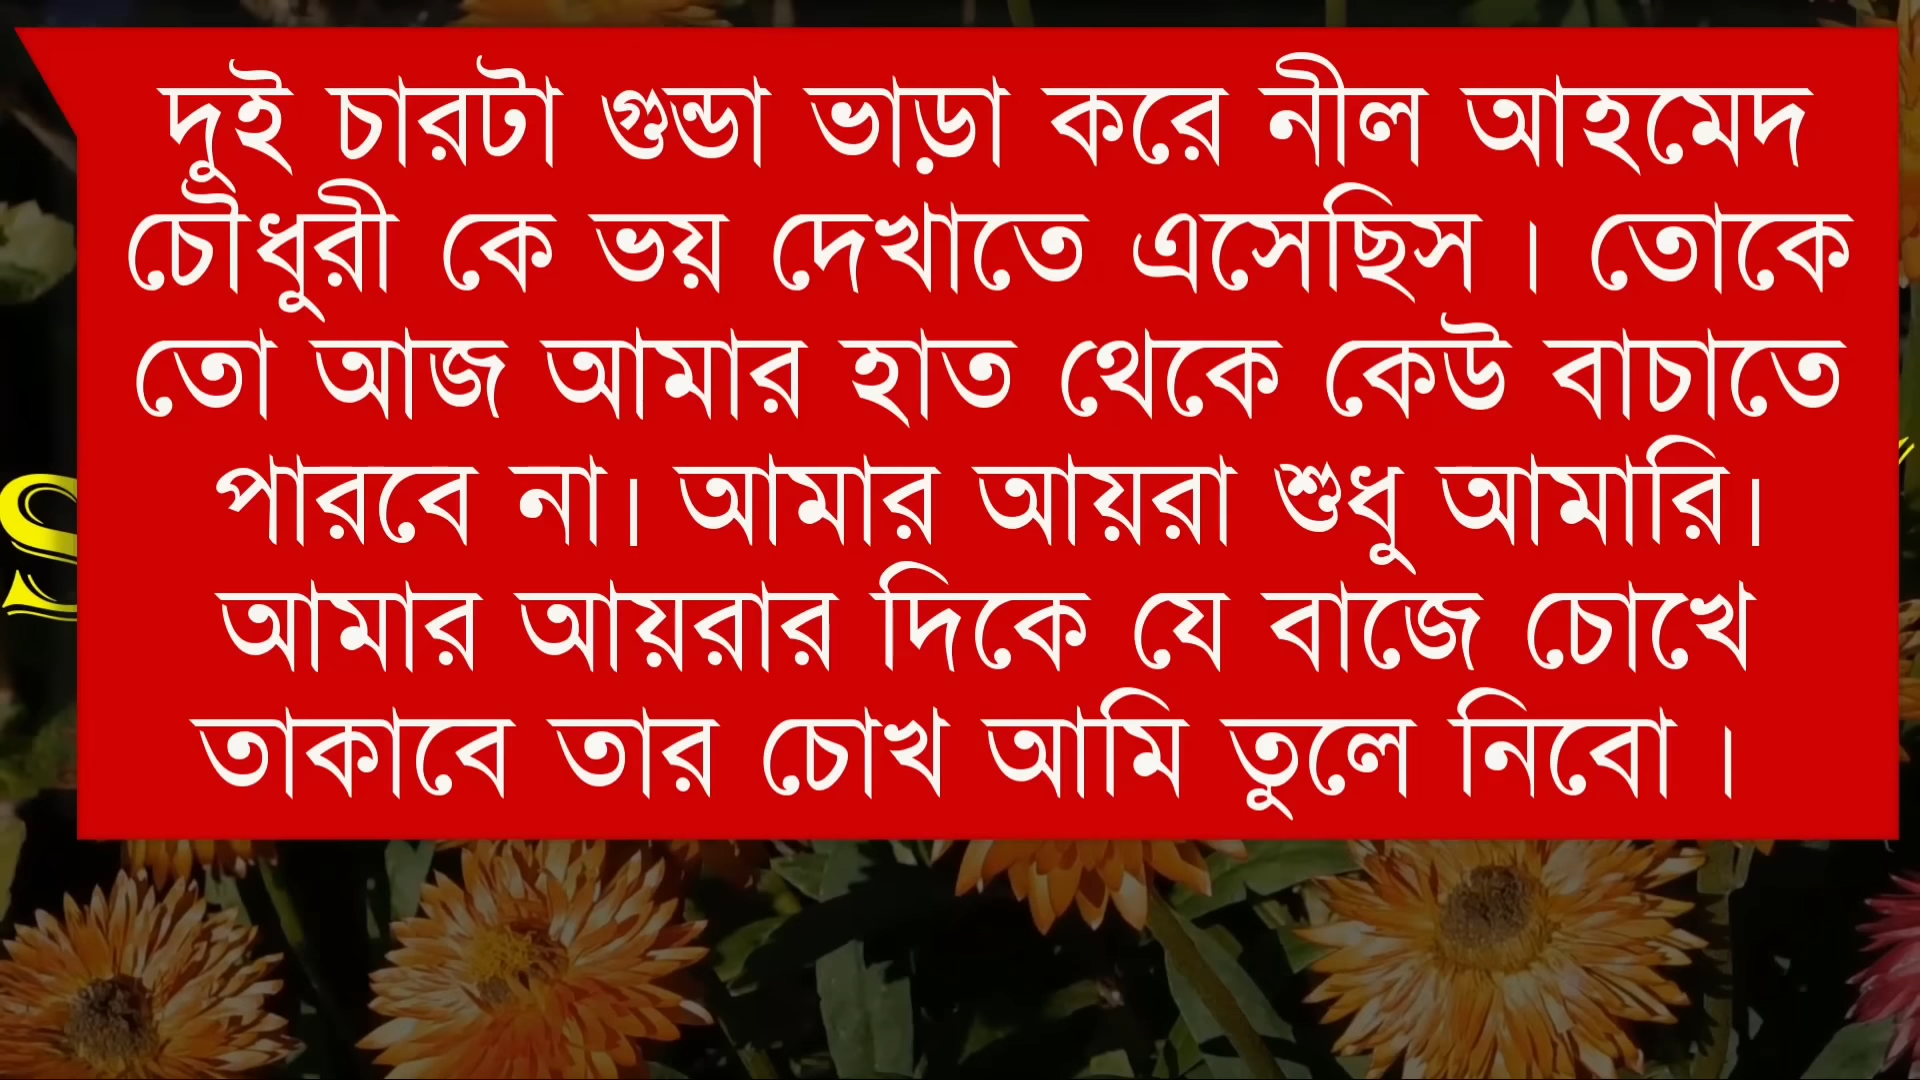 দুই চারটা গুন্ডা ভাড়া করে নীল আহমেদ
চৌধুরী কে ভয় দেখাতে এসেছিস । তোকে
তো আজ আমার হাত থেকে কেউ বাচাতে
পারবে না। আমার আয়রা শুধু আমারি।
আমার আয়রার দিকে যে বাজে চোখে
তাকাবে তার চোখ আমি তুলে নিবো ।